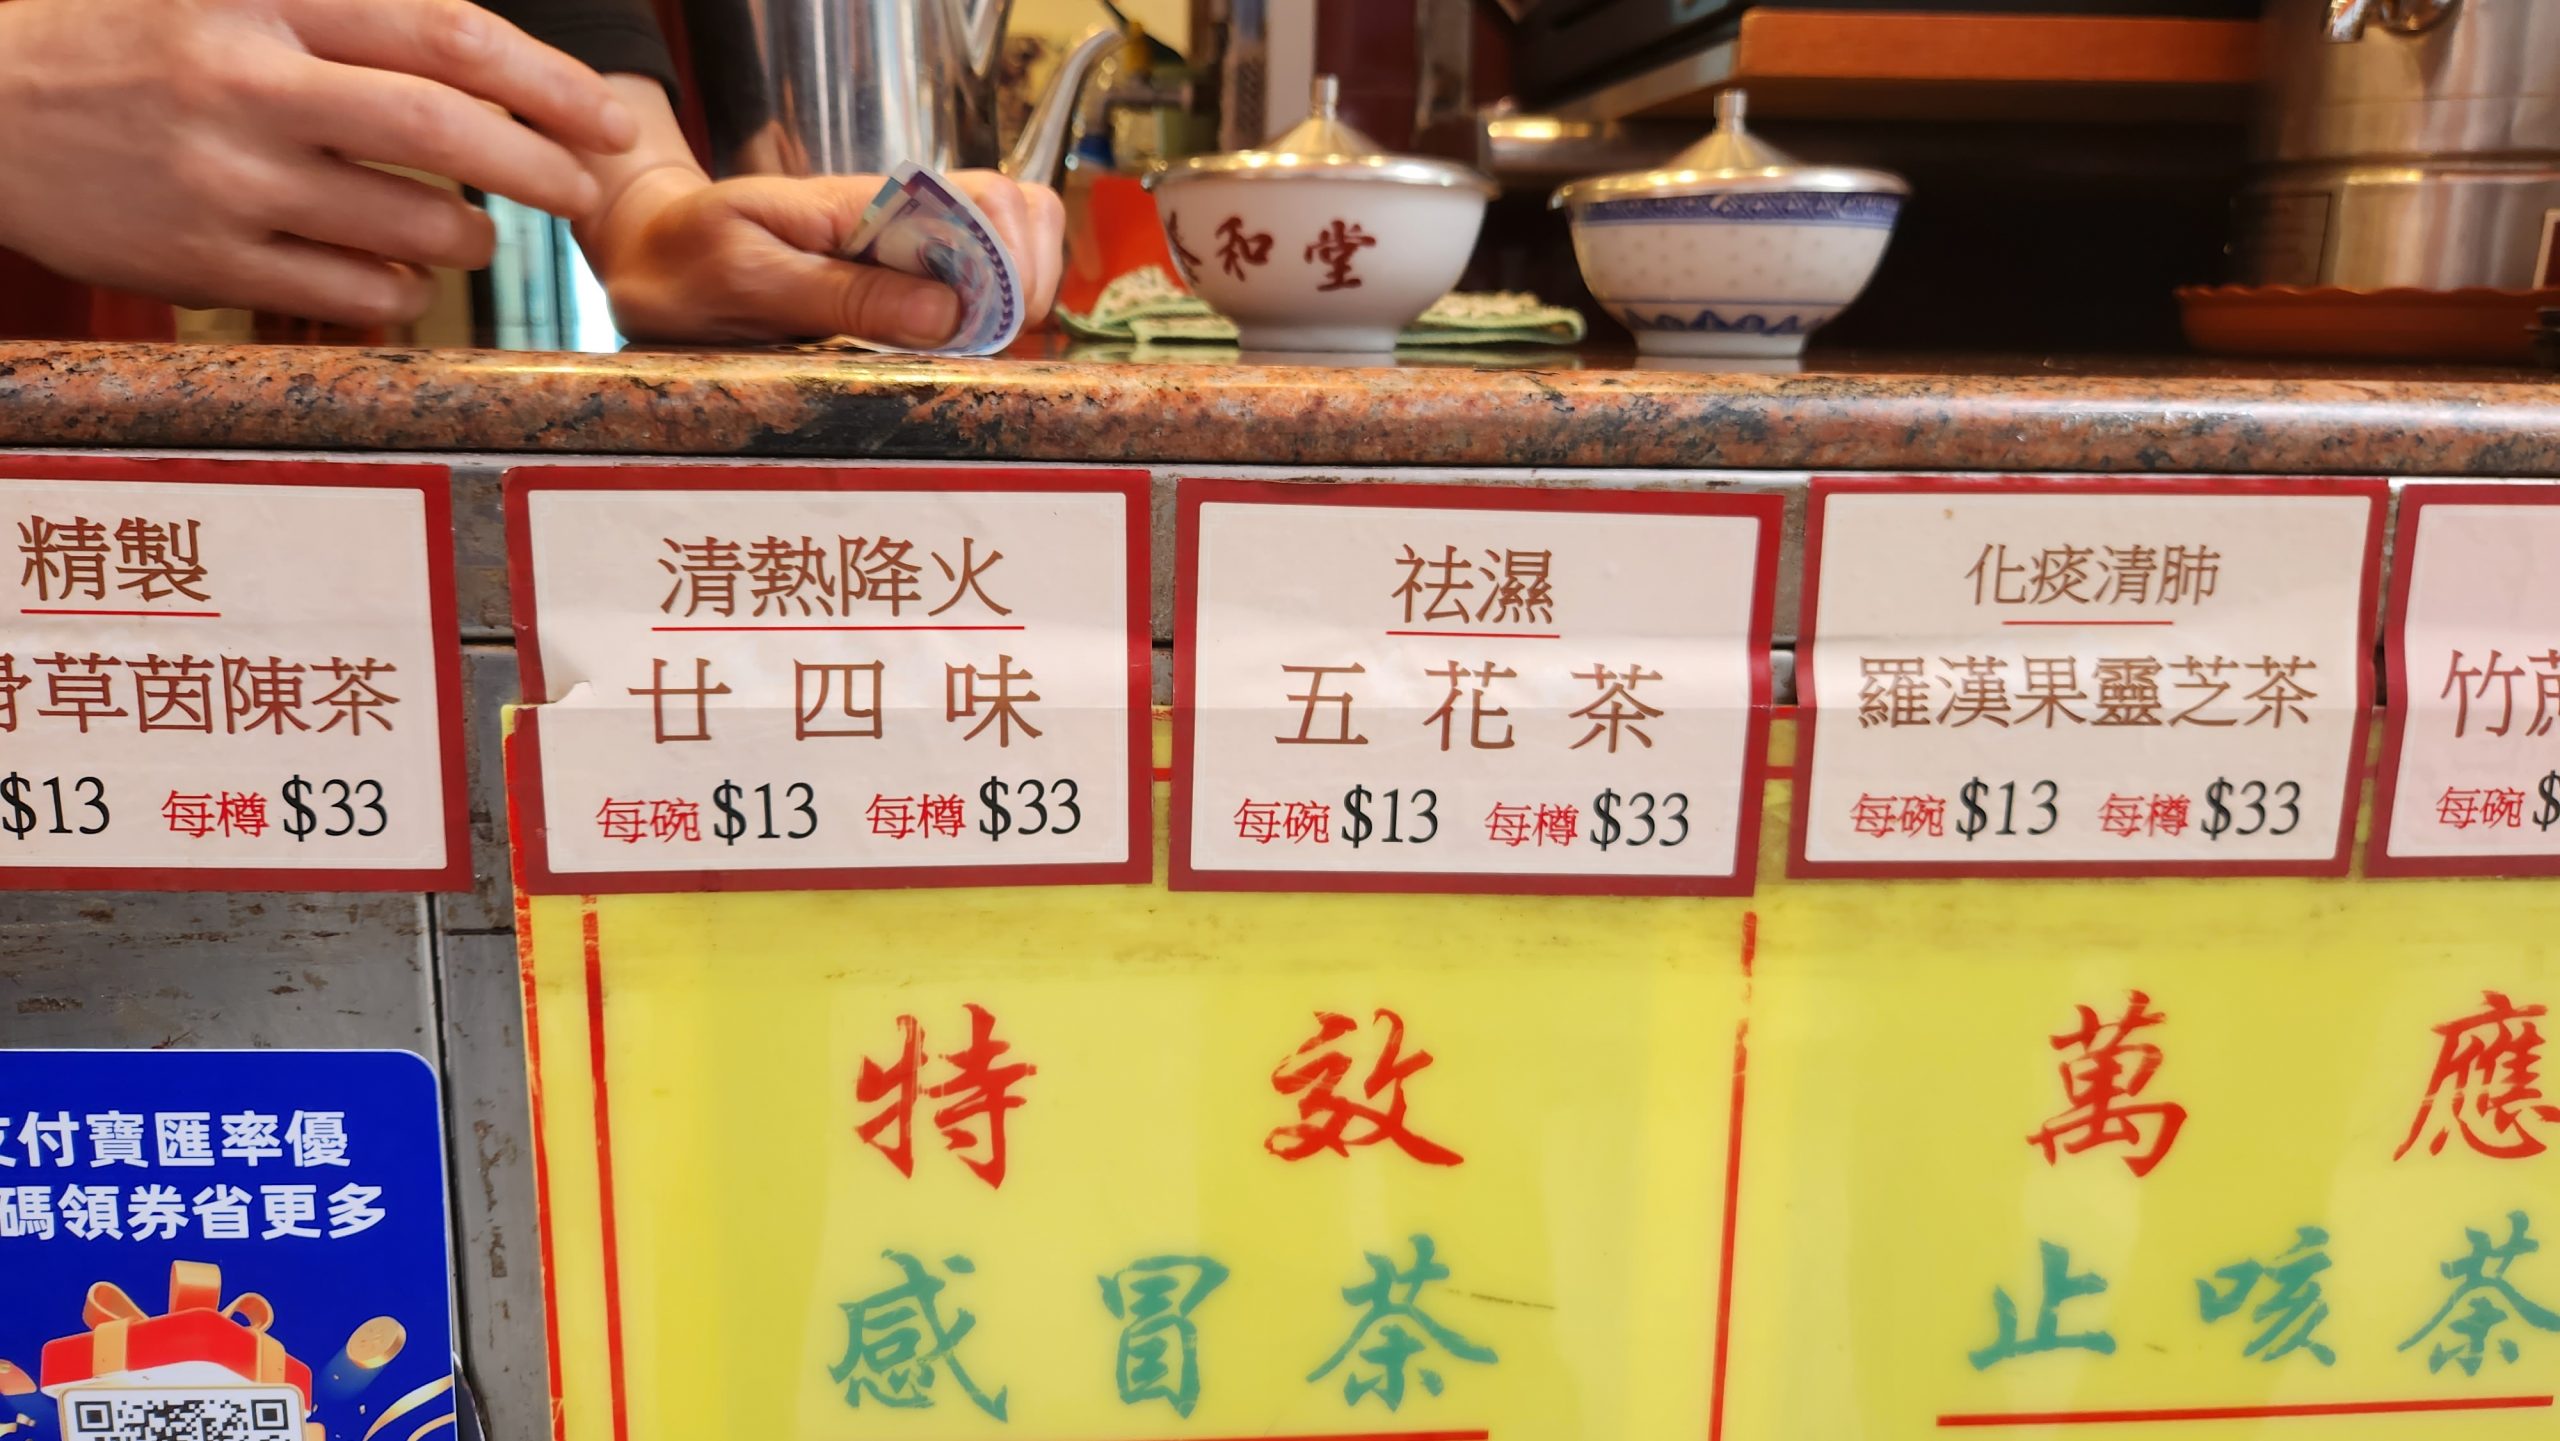 和堂
精製
草茵陳茶
$13 每樽 $33
清熱降火
廿四味
每碗 $13 每樽 $33
祛濕
五花茶
每碗 $13 每樽 $33
化痰清肺
羅漢果靈芝茶
每碗 $13 每樽 $33
竹
每碗 $
特效
感冒茶
萬應
止咳茶
付寶匯率優
碼領券省更多